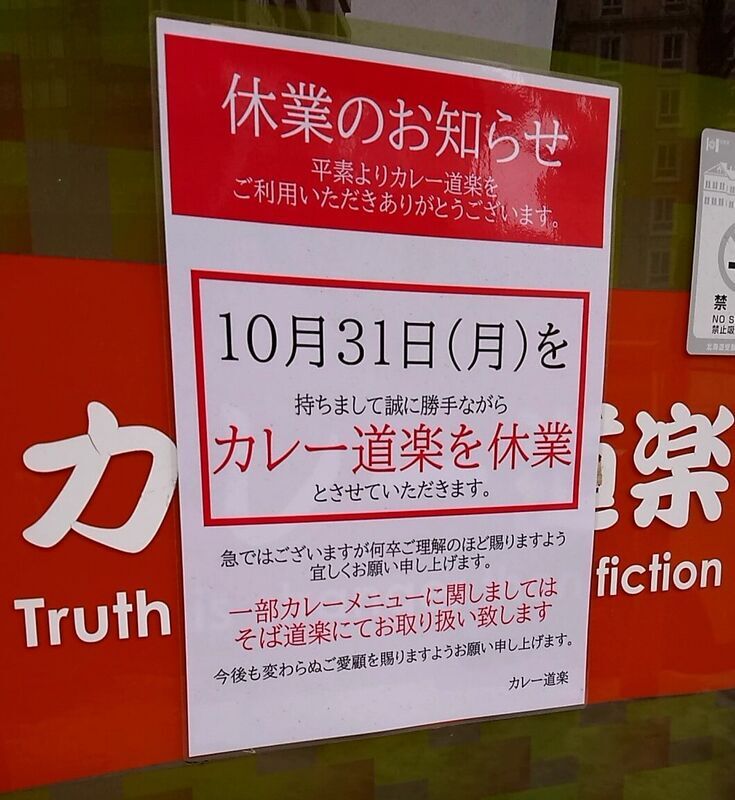 休業のお知らせ
平素よりカレー道楽を
ご利用いただきありがとうございます。
10月31日(月)を
持ちまして誠に勝手ながら
カレー道楽を休業
とさせていただきます。
急ではございますが何卒ご理解のほど賜りますよう
宜しくお願い申し上げます。
一部カレーメニューに関しましては
そば道楽にてお取り扱い致します
今後も変わらぬご愛顧を賜りますようお願い申し上げます。
カレー道楽
カ 道楽
Truth fiction
禁
NO S
禁止吸